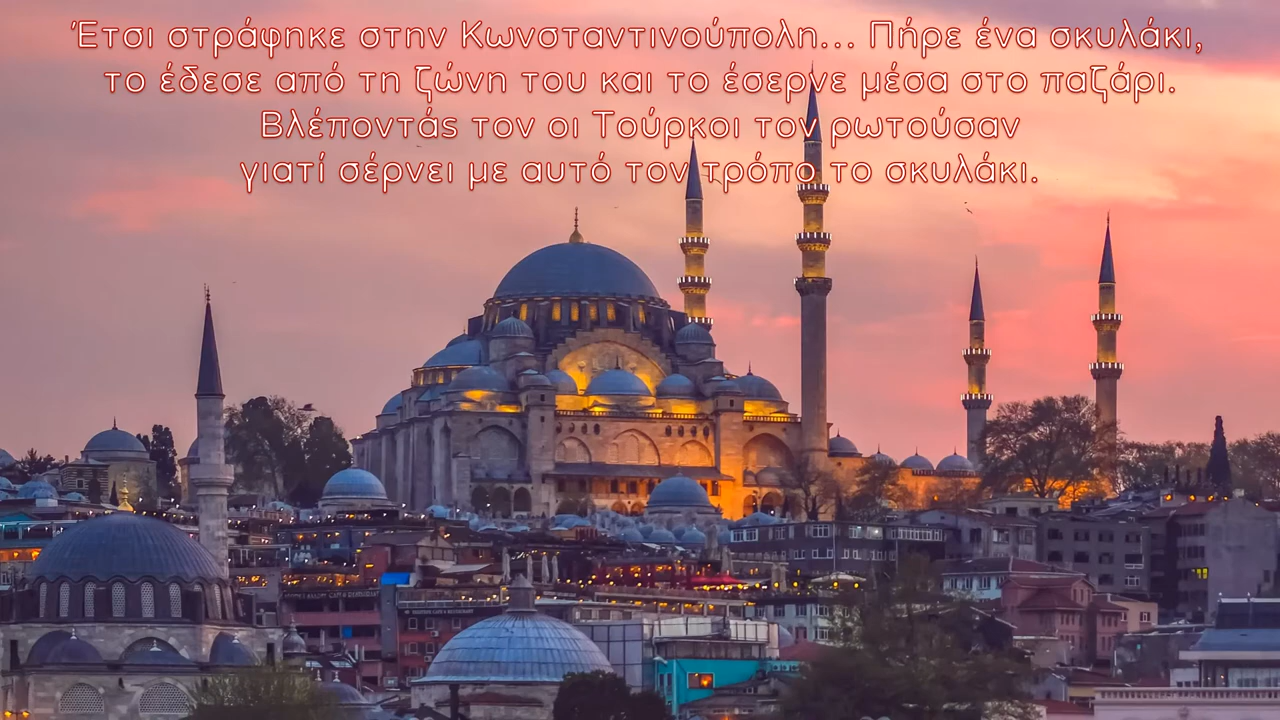 Έτσι στράφηκε στην Κωνσταντινούπολη... Πήρε ένα σκυλάκι,
το έδεσε από τη ζώνη του και το έσερνε μέσα στο παζάρι.
Βλέποντάς τον οι Τούρκοι τον ρωτούσαν
γιατί σέρνει με αυτό τον τρόπο το σκυλάκι.